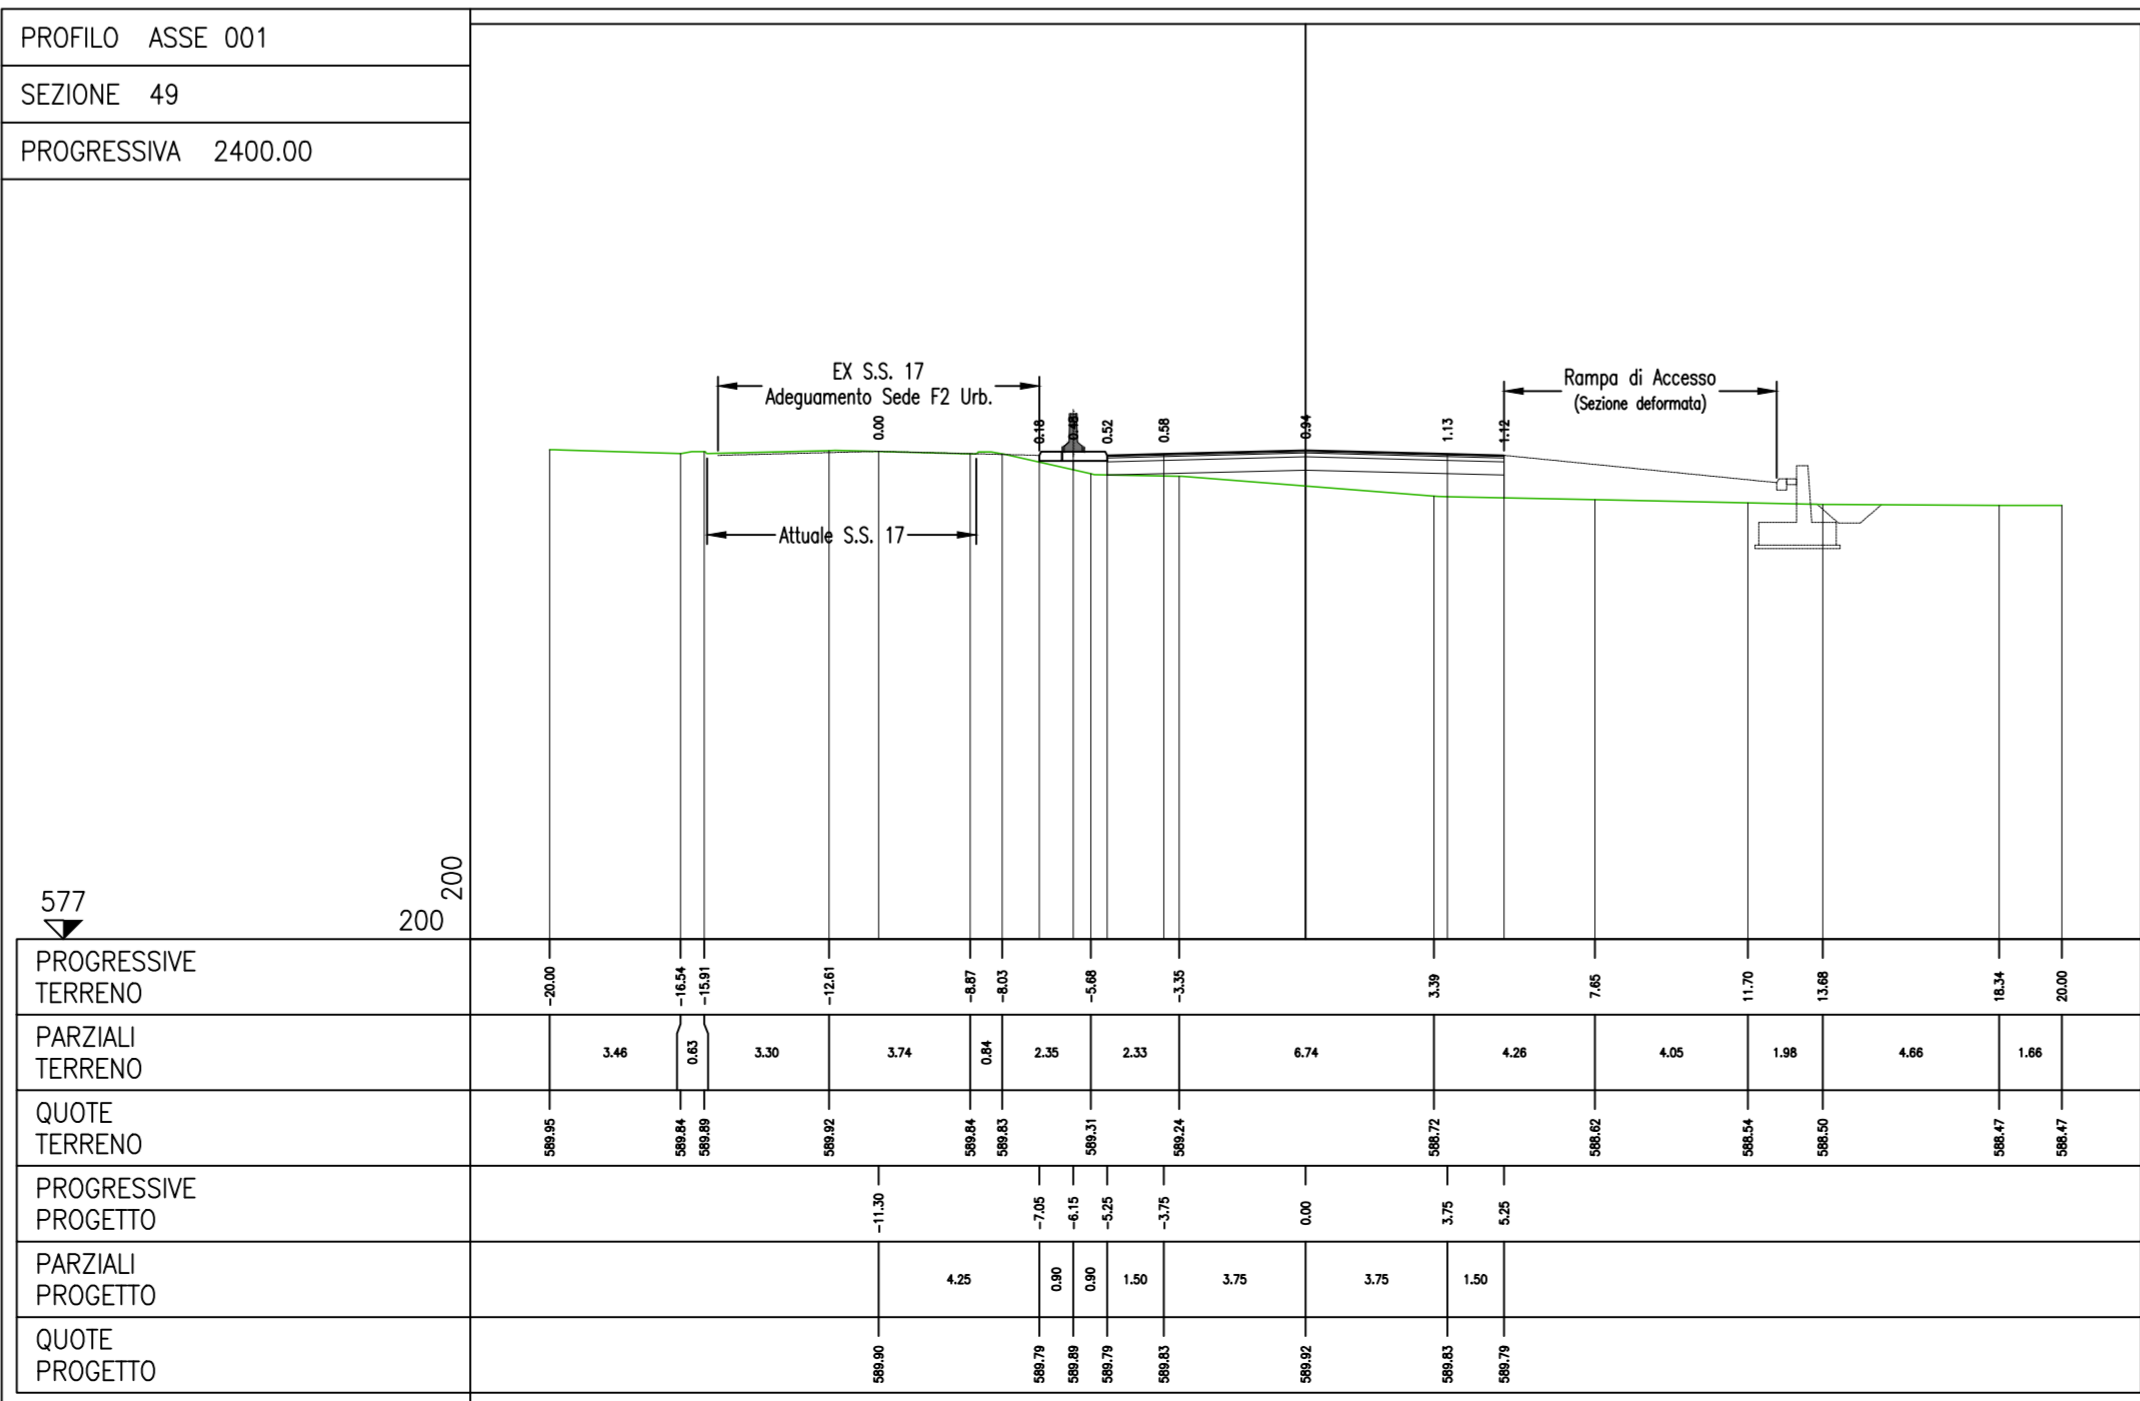 PROFILO ASSE 001
SEZIONE 49
PROGRESSIVA 2400.00
EX S.S. 17
Adeguamento Sede F2 Urb.
Rampa di Accesso
(Sezione deformata)
0.00
0.18
0.48
0.52
0.58
0.94
1.13
1.12
Attuale S.S. 17
577
200
200
PROGRESSIVE
TERRENO
-20.00 -16.54 -15.91 -12.61 -8.87 -8.03 -5.68 -3.35 3.39 7.65 11.70 13.68 18.34 20.00
PARZIALI
TERRENO
3.46 0.63 3.30 3.74 0.84 2.35 2.33 6.74 4.26 4.05 1.98 4.66 1.66
QUOTE
TERRENO
589.95 589.84 589.89 589.92 589.84 589.83 589.31 589.24 588.72 588.62 588.54 588.50 588.47 588.47
PROGRESSIVE
PROGETTO
-11.30 -7.05 -6.15 -5.25 -3.75 0.00 3.75 5.25
PARZIALI
PROGETTO
4.25 0.90 0.90 1.50 3.75 3.75 1.50
QUOTE
PROGETTO
589.90 589.79 589.89 589.79 589.83 589.92 589.83 589.79